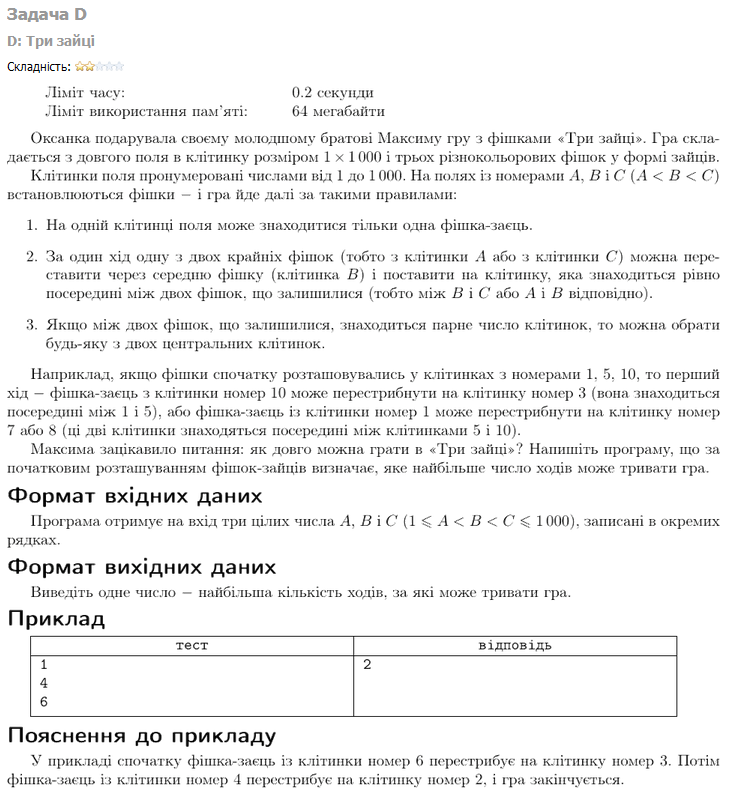 Задача D
D: Три зайці
Складність:
Ліміт часу: 0.2 секунди
Ліміт використання пам'яті: 64 мегабайти
Оксанка подарувала своєму молодшому братові Максиму гру з фішками «Три зайці». Гра скла-
дається з довгого поля в клітинку розміром 1 × 1 000 і трьох різнокольорових фішок у формі зайців.
Клітинки поля пронумеровані числами від 1 до 1 000. На полях із номерами A, B і C (A < B < C)
встановлюються фішки – і гра йде далі за такими правилами:
1. На одній клітинці поля може знаходитися тільки одна фішка-заєць.
2. За один хід одну з двох крайніх фішок (тобто з клітинки A або з клітинки C) можна пере-
ставити через середню фішку (клітинка B) і поставити на клітинку, яка знаходиться рівно
посередині між двох фішок, що залишилися (тобто між B і C або A і B відповідно).
3. Якщо між двох фішок, що залишилися, знаходиться парне число клітинок, то можна обрати
будь-яку з двох центральних клітинок.
Наприклад, якщо фішки спочатку розташовувались у клітинках з номерами 1, 5, 10, то перший
хід – фішка-заєць з клітинки номер 10 може перестрибнути на клітинку номер 3 (вона знаходиться
посередині між 1 і 5), або фішка-заєць із клітинки номер 1 може перестрибнути на клітинку номер
7 або 8 (ці дві клітинки знаходяться посередині між клітинками 5 і 10).
Максима зацікавило питання: як довго можна грати в «Три зайці»? Напишіть програму, що за
початковим розташуванням фішок-зайців визначає, яке найбільше число ходів може тривати гра.
Формат вхідних даних
Програма отримує на вхід три цілих числа A, B і C (1 ⩽ A < B < C ⩽ 1 000), записані в окремих
рядках.
Формат вихідних даних
Виведіть одне число – найбільша кількість ходів, за які може тривати гра.
Приклад
тест відповідь
1 2
4
6
Пояснення до прикладу
У прикладі спочатку фішка-заєць із клітинки номер 6 перестрибує на клітинку номер 3. Потім
фішка-заєць із клітинки номер 4 перестрибує на клітинку номер 2, і гра закінчується.